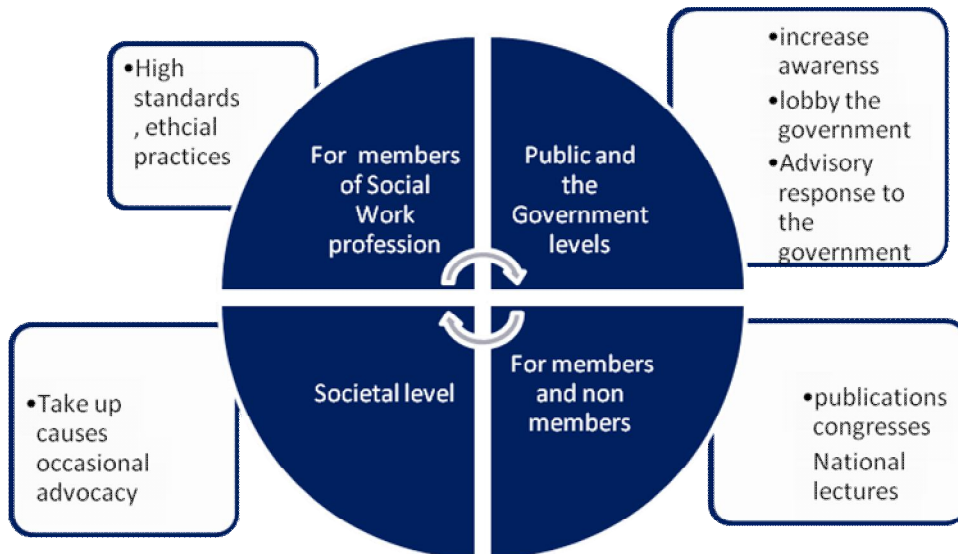 •High
standards
, ethcial
practices
For members
of Social
Work
profession
Public and
the
Government
levels
•increase
awarenss
•lobby the
government
•Advisory
response to
the
government
•Take up
causes
occasional
advocacy
Societal level
For members
and non
members
•publications
congresses
National
lectures